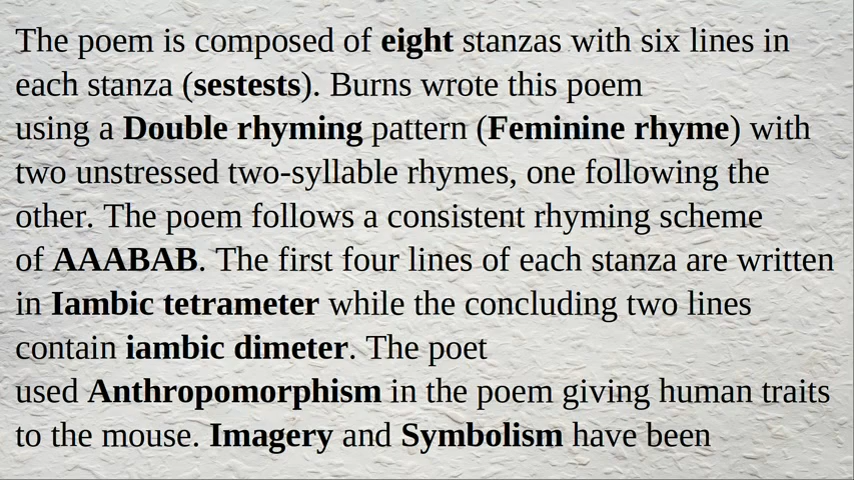 The poem is composed of eight stanzas with six lines in
each stanza (sestests). Burns wrote this poem
using a Double rhyming pattern (Feminine rhyme) with
two unstressed two-syllable rhymes, one following the
other. The poem follows a consistent rhyming scheme
of AAABAB. The first four lines of each stanza are written
in Iambic tetrameter while the concluding two lines
contain iambic dimeter. The poet
used Anthropomorphism in the poem giving human traits
to the mouse. Imagery and Symbolism have been